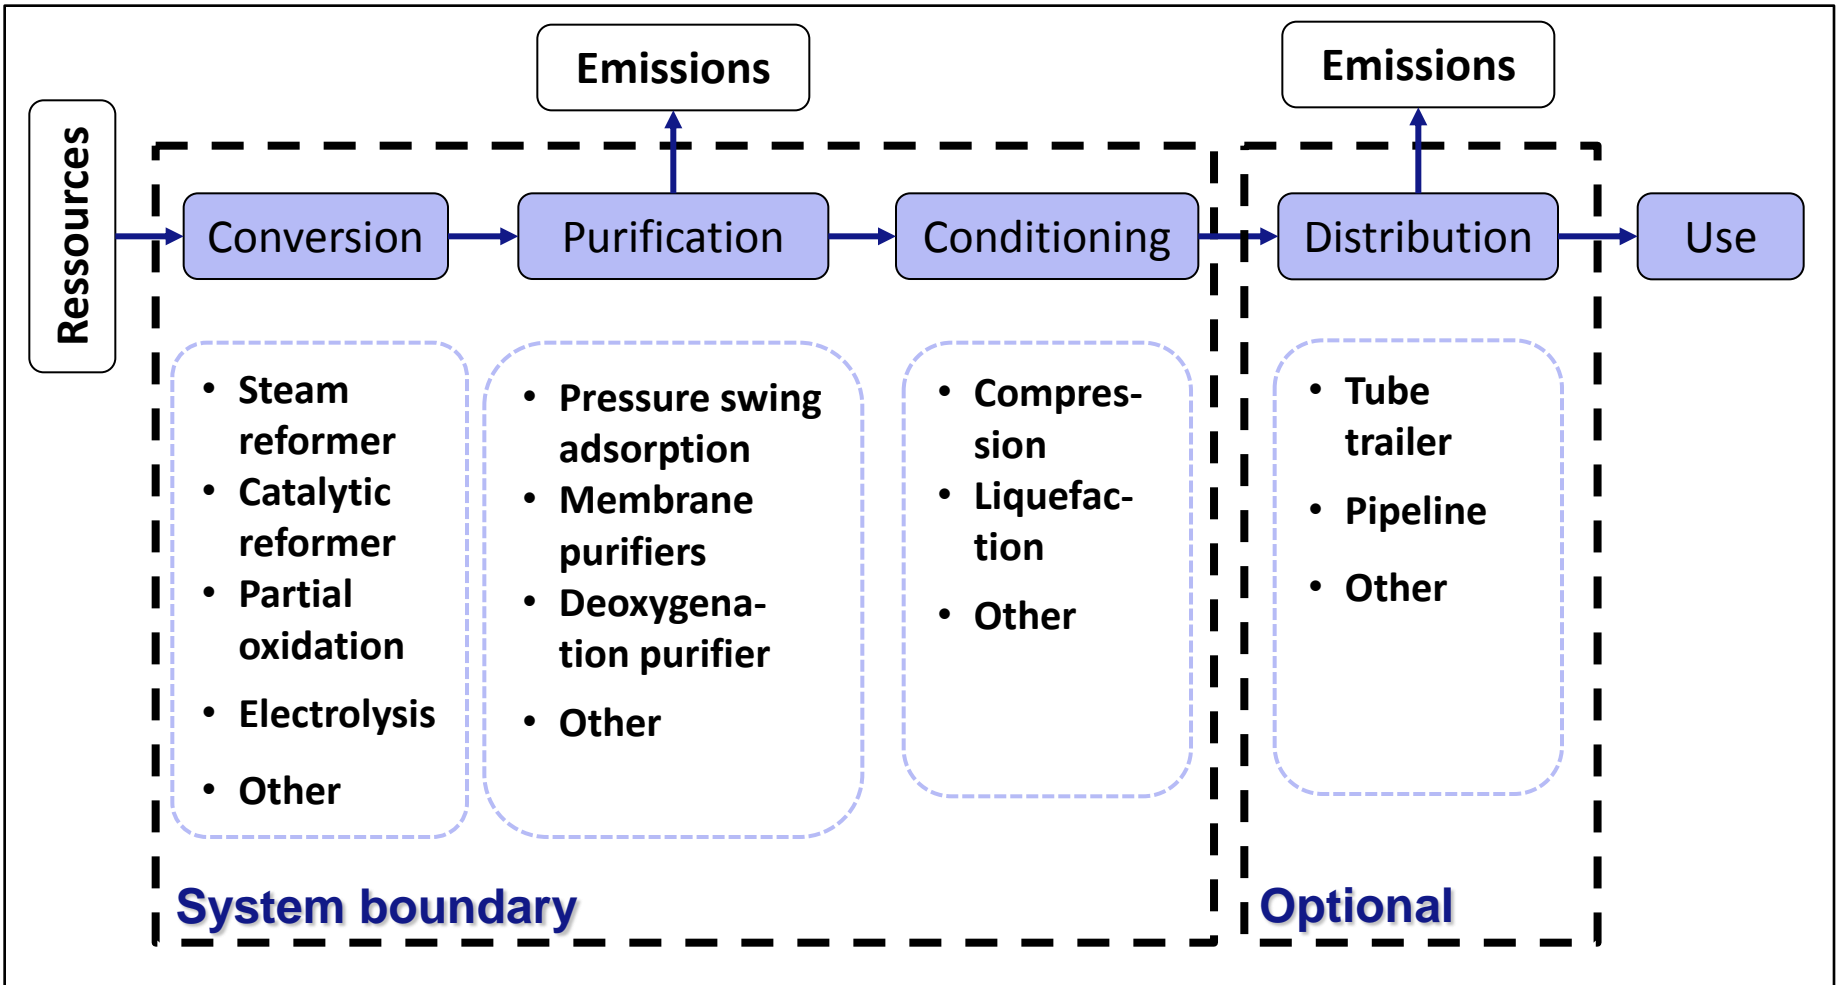 Emissions
Emissions
Ressources
Conversion
Purification
Conditioning
Distribution
Use
• Steam
reformer
• Catalytic
reformer
• Partial
oxidation
• Electrolysis
• Other
• Pressure swing
adsorption
• Membrane
purifiers
• Deoxygena-
tion purifier
• Other
• Compres-
sion
• Liquefac-
tion
• Other
• Tube
trailer
• Pipeline
• Other
System boundary
Optional